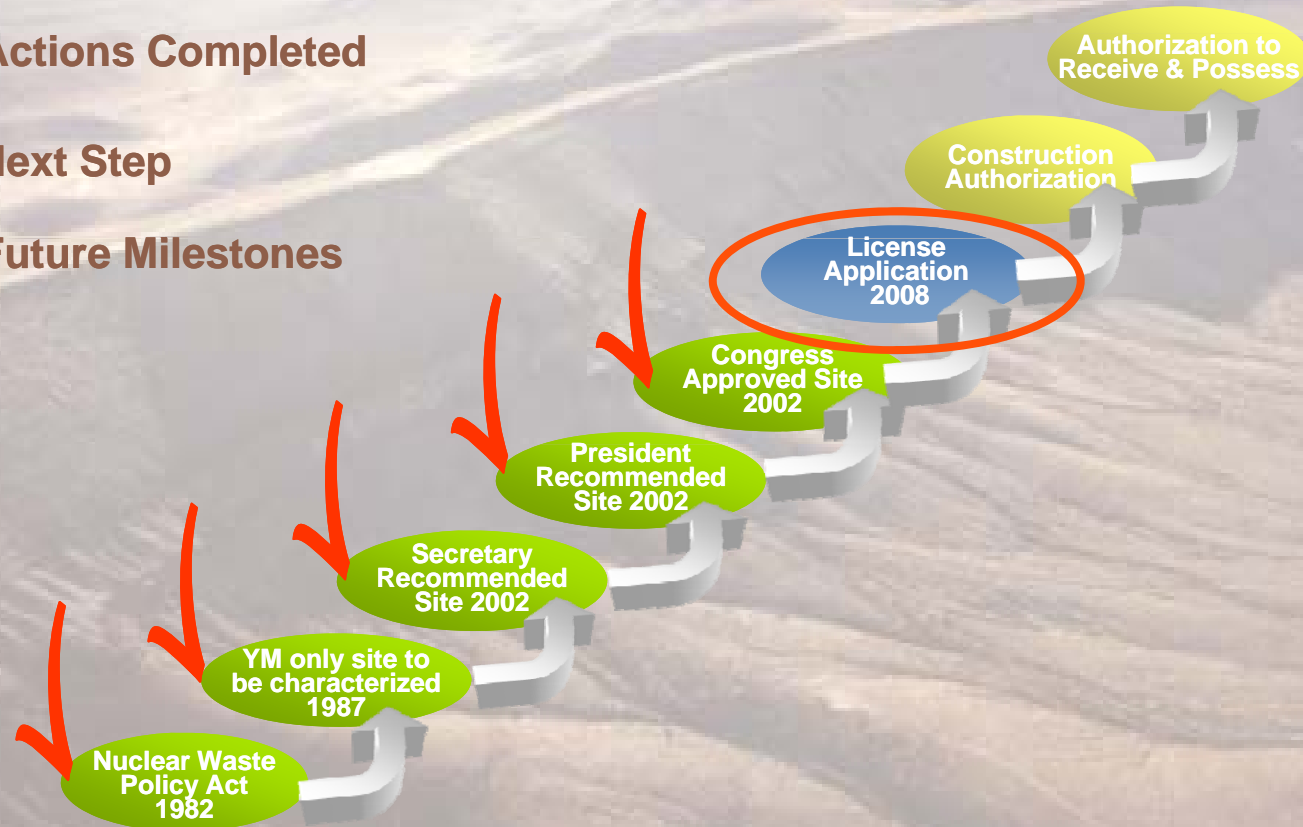 Actions Completed
Next Step
Future Milestones
Authorization to
Receive & Possess
Construction
Authorization
License
Application
2008
Congress
Approved Site
2002
President
Recommended
Site 2002
Secretary
Recommended
Site 2002
YM only site to
be characterized
1987
Nuclear Waste
Policy Act
1982